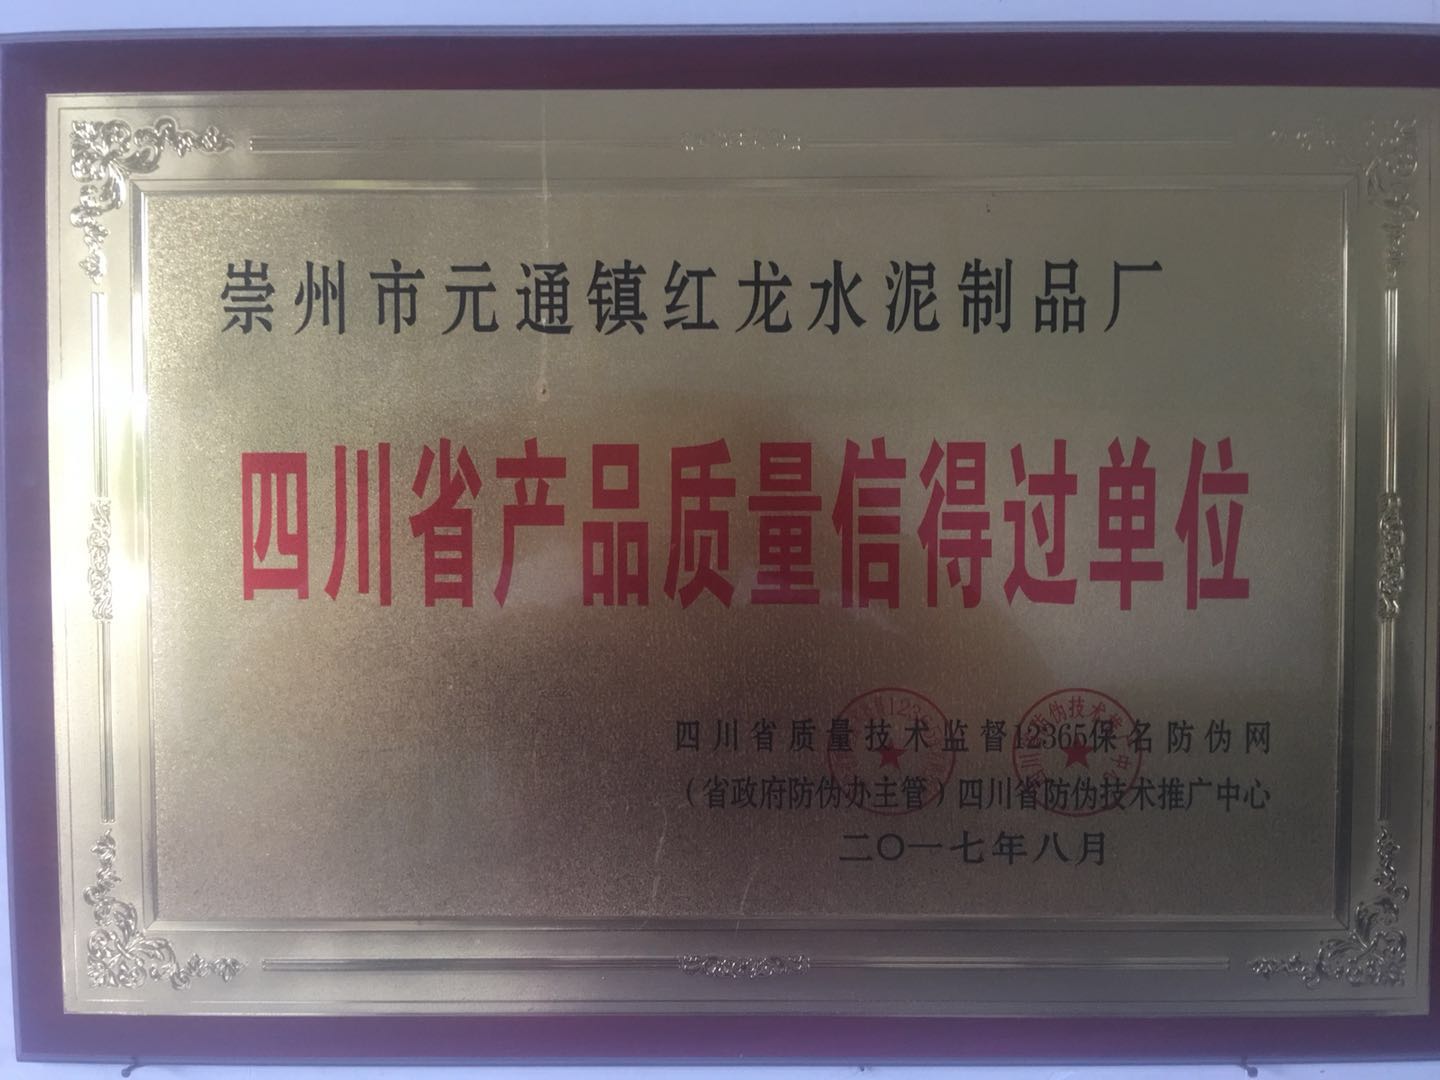 崇州市元通镇红龙水泥制品厂
四川省产品质量信得过单位
四川省质量技术监督12365保名防伪网
（省政府防伪办主管）四川省防伪技术推广中心
二〇一七年八月